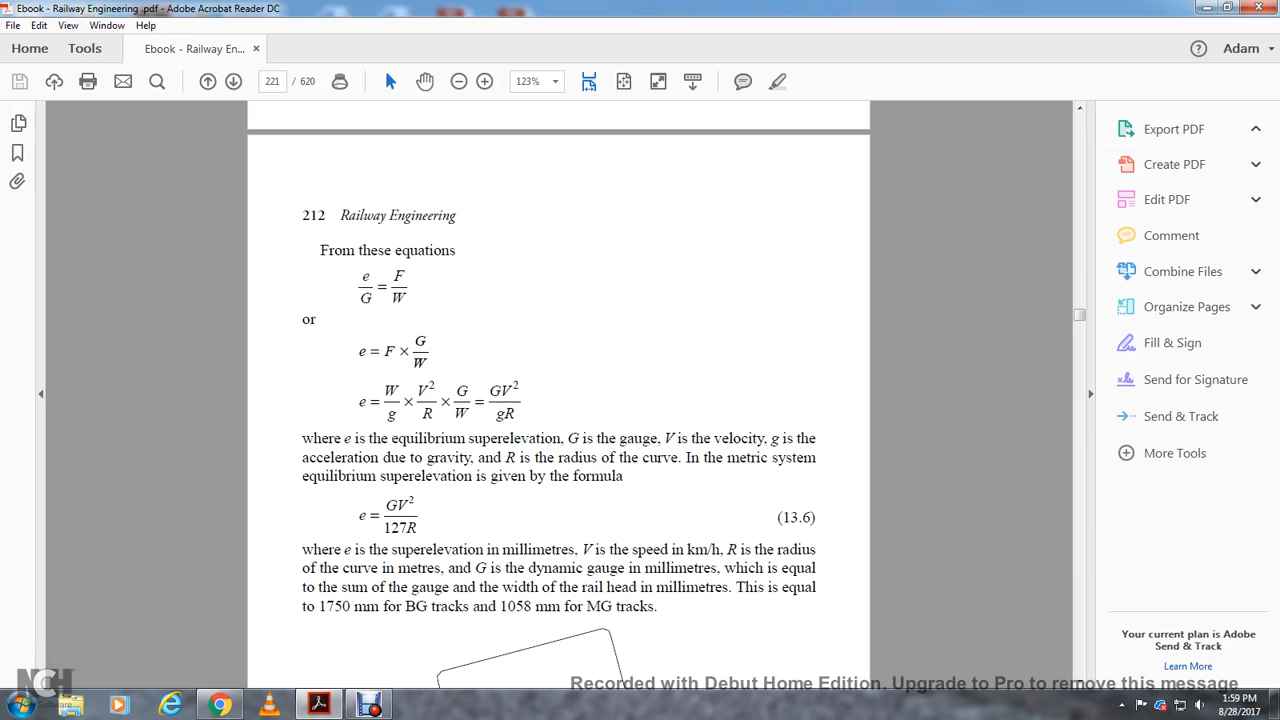 Ebook - Railway Engineering .pdf - Adobe Acrobat Reader DC
File Edit View Window Help
Home Tools Ebook - Railway En... × Adam
221 / 620 123%
212 Railway Engineering
From these equations
e/G = F/W
or
e = F × G/W
e = W/g × V²/R × G/W = GV²/gR
where e is the equilibrium superelevation, G is the gauge, V is the velocity, g is the
acceleration due to gravity, and R is the radius of the curve. In the metric system
equilibrium superelevation is given by the formula
e = GV²/127R (13.6)
where e is the superelevation in millimetres, V is the speed in km/h, R is the radius
of the curve in metres, and G is the dynamic gauge in millimetres, which is equal
to the sum of the gauge and the width of the rail head in millimetres. This is equal
to 1750 mm for BG tracks and 1058 mm for MG tracks.
Export PDF
Create PDF
Edit PDF
Comment
Combine Files
Organize Pages
Fill & Sign
Send for Signature
Send & Track
More Tools
Your current plan is Adobe
Send & Track
Learn More
NCH Software
Recorded with Debut Home Edition. Upgrade to Pro to remove this message
1:59 PM
8/28/2017